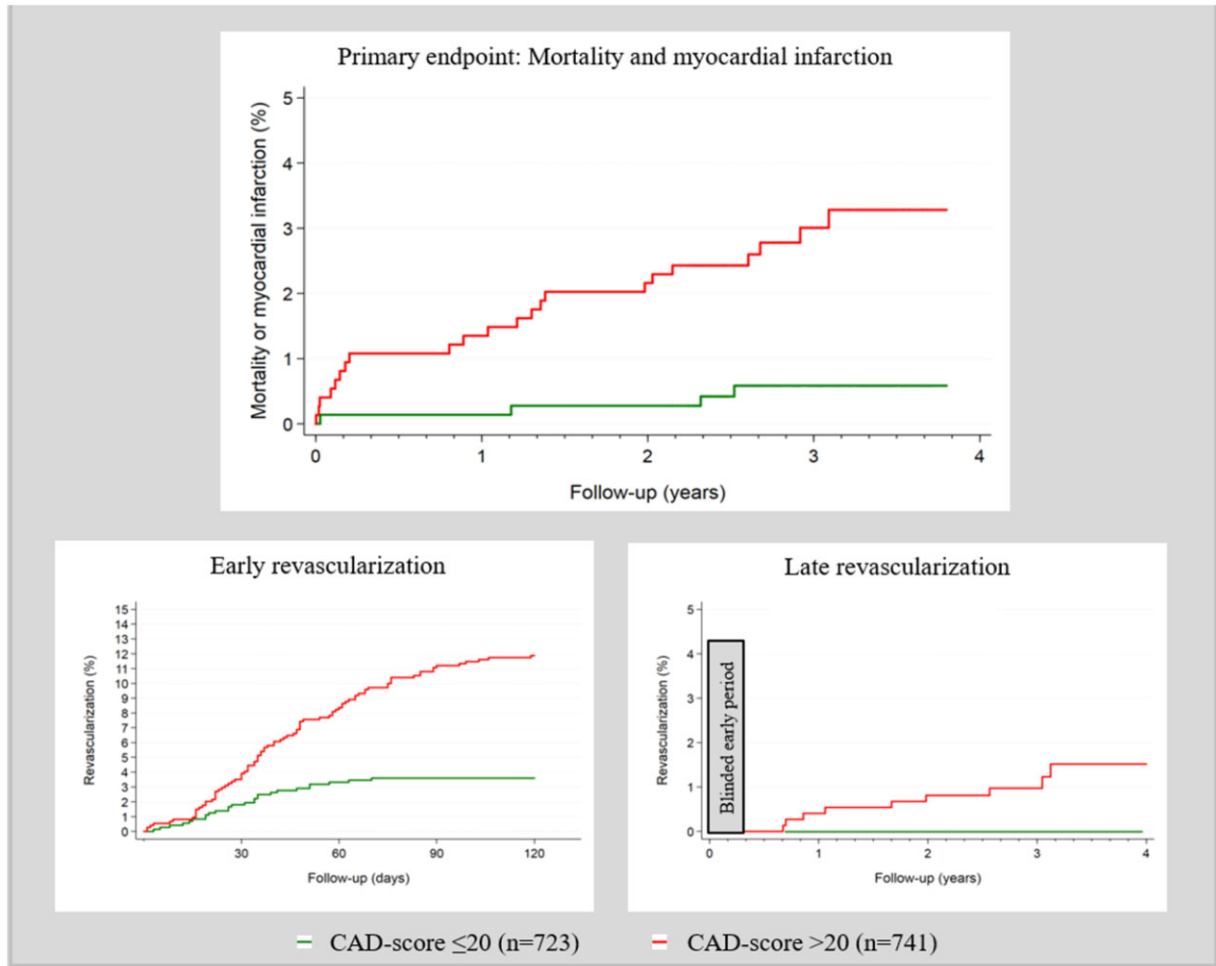 Primary endpoint: Mortality and myocardial infarction
Mortality or myocardial infarction (%)
5
4
3
2
1
0
0 1 2 3 4
Follow-up (years)
Early revascularization
Revascularization (%)
15
14
13
12
11
10
9
8
7
6
5
4
3
2
1
0
30 60 90 120
Follow-up (days)
Late revascularization
Revascularization (%)
5
4
3
2
1
0
Blinded early period
0 1 2 3 4
Follow-up (years)
CAD-score ≤20 (n=723) CAD-score >20 (n=741)